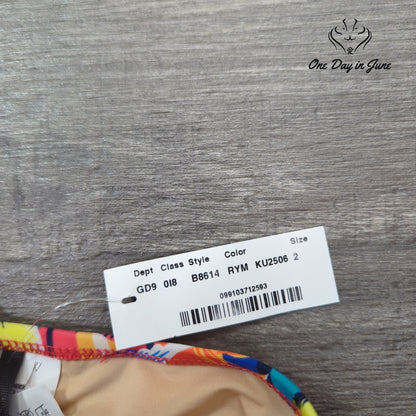 One Day in June
Dept Class Style Color Size
GD9 0I8 B8614 RYM KU2506 2
099103712593